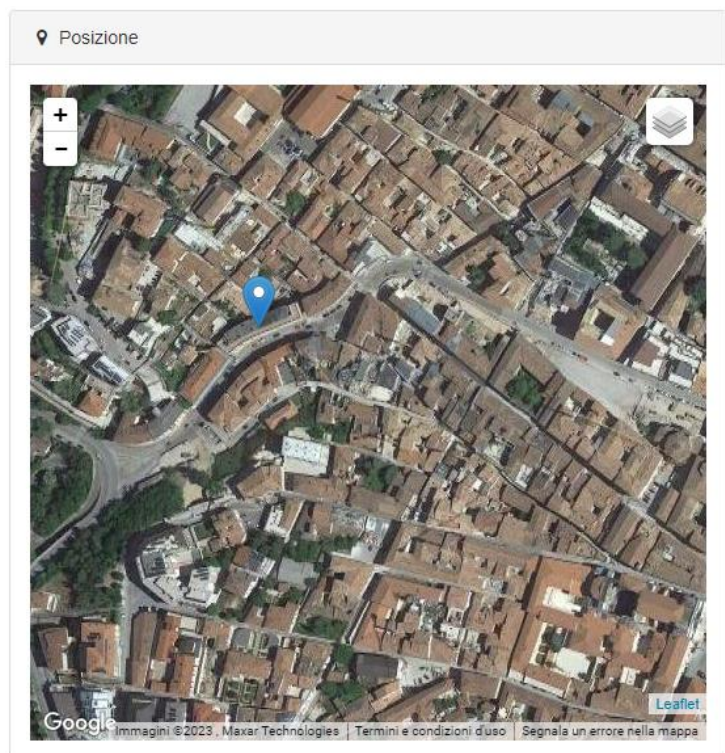 Posizione
+
−
Leaflet
Google
Immagini ©2023 , Maxar Technologies
Termini e condizioni d'uso
Segnala un errore nella mappa